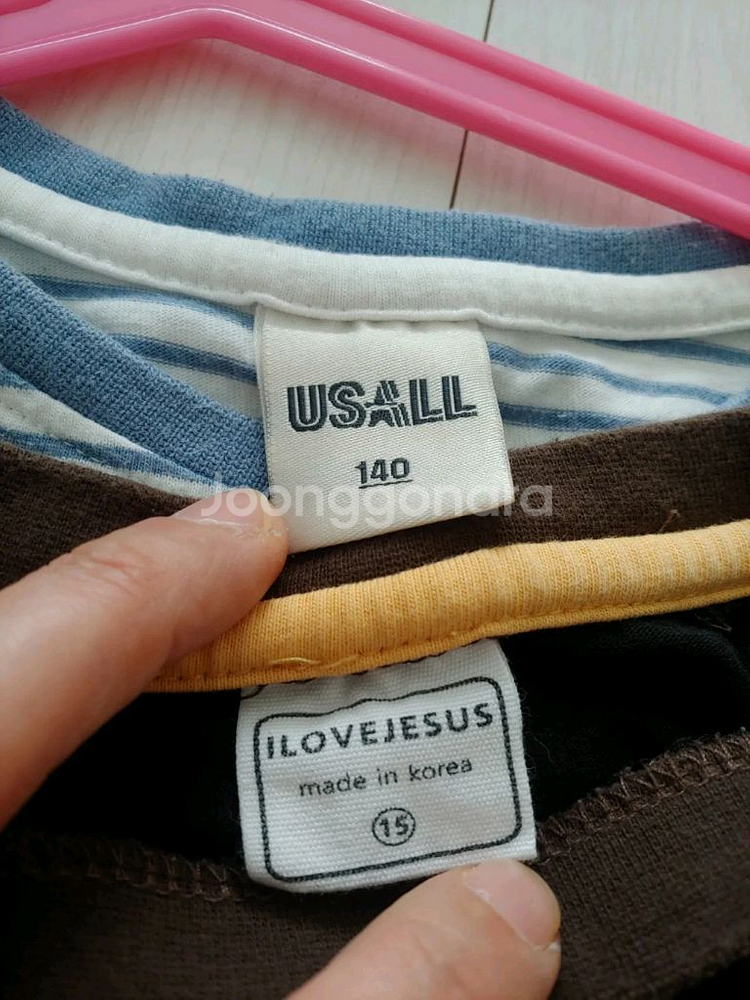 USALL
140
Joonggonara
ILOVEJESUS
made in korea
15